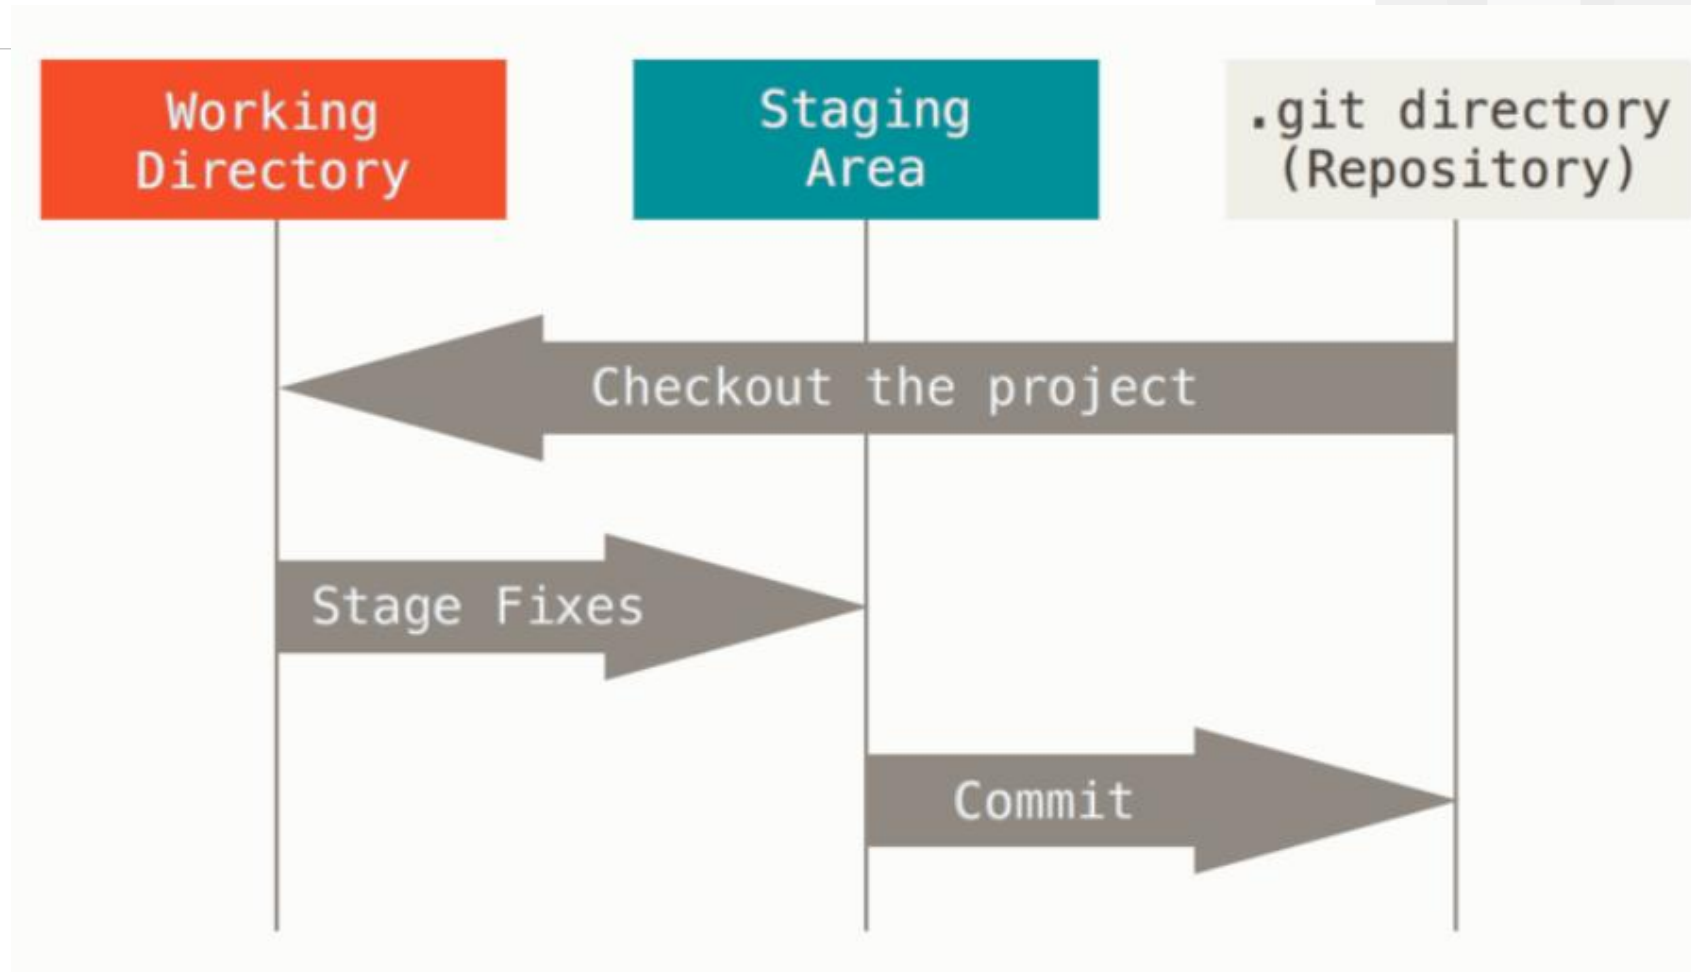 Working
Directory
Staging
Area
.git directory
(Repository)
Checkout the project
Stage Fixes
Commit